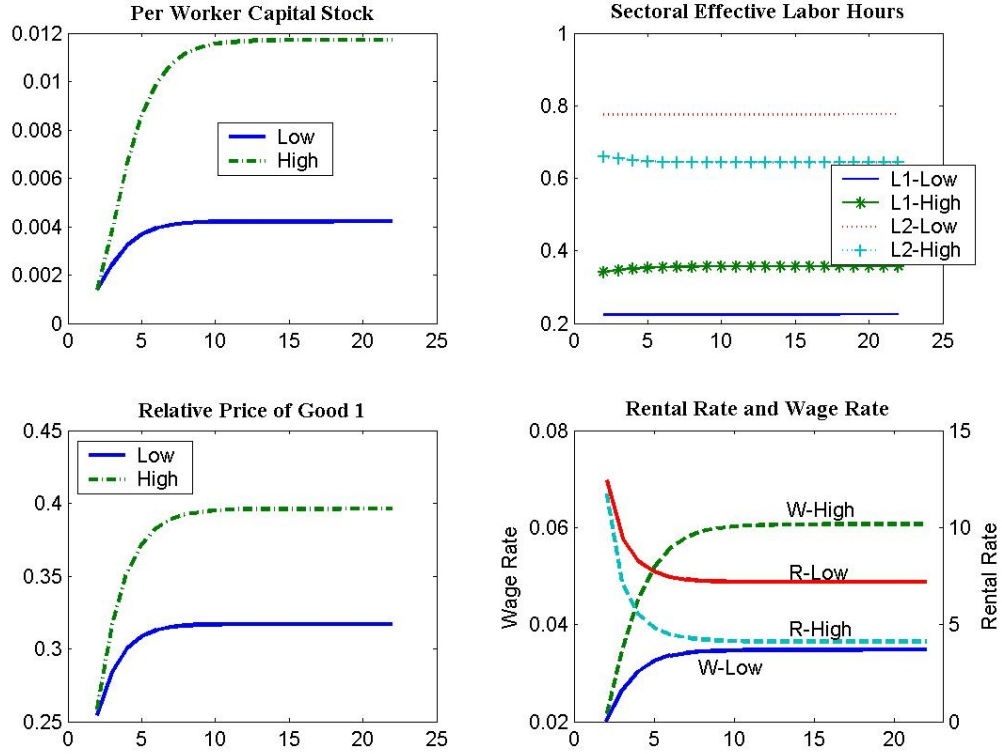 Per Worker Capital Stock
0.012
0.01
0.008
0.006
0.004
0.002
0
0 5 10 15 20 25
Low
High
Sectoral Effective Labor Hours
1
0.8
0.6
0.4
0.2
0 5 10 15 20 25
L1-Low
L1-High
L2-Low
L2-High
Relative Price of Good 1
0.45
0.4
0.35
0.3
0.25
0 5 10 15 20 25
Low
High
Rental Rate and Wage Rate
Wage Rate
0.08
0.06
0.04
0.02
0 5 10 15 20
W-High
R-Low
R-High
W-Low
15
10
5
0
Rental Rate